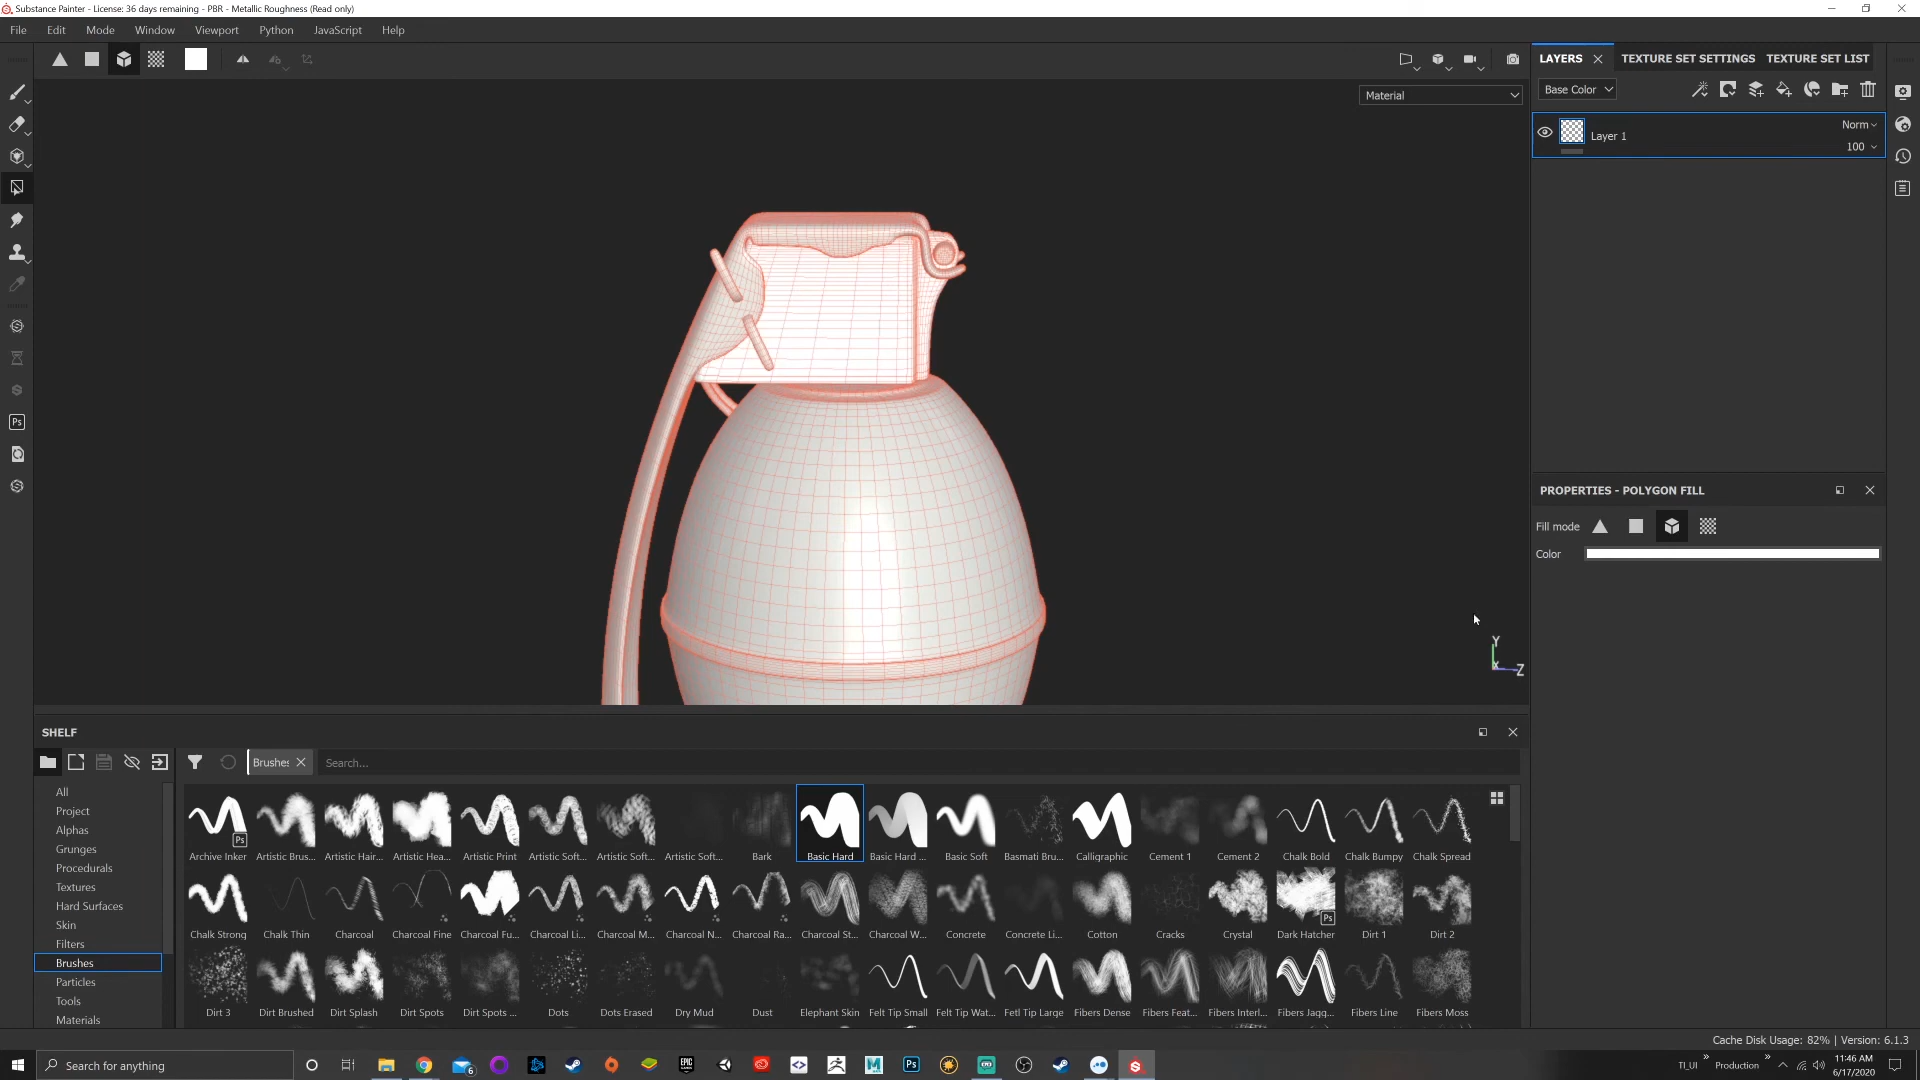 Substance Painter - License: 36 days remaining - PBR - Metallic Roughness (Read only)
File Edit Mode Window Viewport Python JavaScript Help
LAYERS TEXTURE SET SETTINGS TEXTURE SET LIST
Base Color
Material
Layer 1 Norm
100
PROPERTIES - POLYGON FILL
Fill mode
Color
Y
X
Z
SHELF
Brushes Search...
All
Project
Alphas
Grunges
Procedurals
Textures
Hard Surfaces
Skin
Filters
Brushes
Particles
Tools
Materials
Ps
Archive Inker Artistic Brus... Artistic Hair... Artistic Hea... Artistic Print Artistic Soft... Artistic Soft... Artistic Soft... Bark Basic Hard Basic Hard ... Basic Soft Basmati Bru... Calligraphic Cement 1 Cement 2 Chalk Bold Chalk Bumpy Chalk Spread
Chalk Strong Chalk Thin Charcoal Charcoal Fine Charcoal Fu... Charcoal Li... Charcoal M... Charcoal N... Charcoal Ra... Charcoal St... Charcoal W... Concrete Concrete Li... Cotton Cracks Crystal Dark Hatcher Dirt 1 Dirt 2
Dirt 3 Dirt Brushed Dirt Splash Dirt Spots Dirt Spots ... Dots Dots Erased Dry Mud Dust Elephant Skin Felt Tip Small Felt Tip Wat... Fetl Tip Large Fibers Dense Fibers Feat... Fibers Interl... Fibers Jagg... Fibers Line Fibers Moss
Cache Disk Usage: 82% | Version: 6.1.3
Search for anything
6
EPIC
Ps
TI_UI » Production »
11:46 AM
6/17/2020